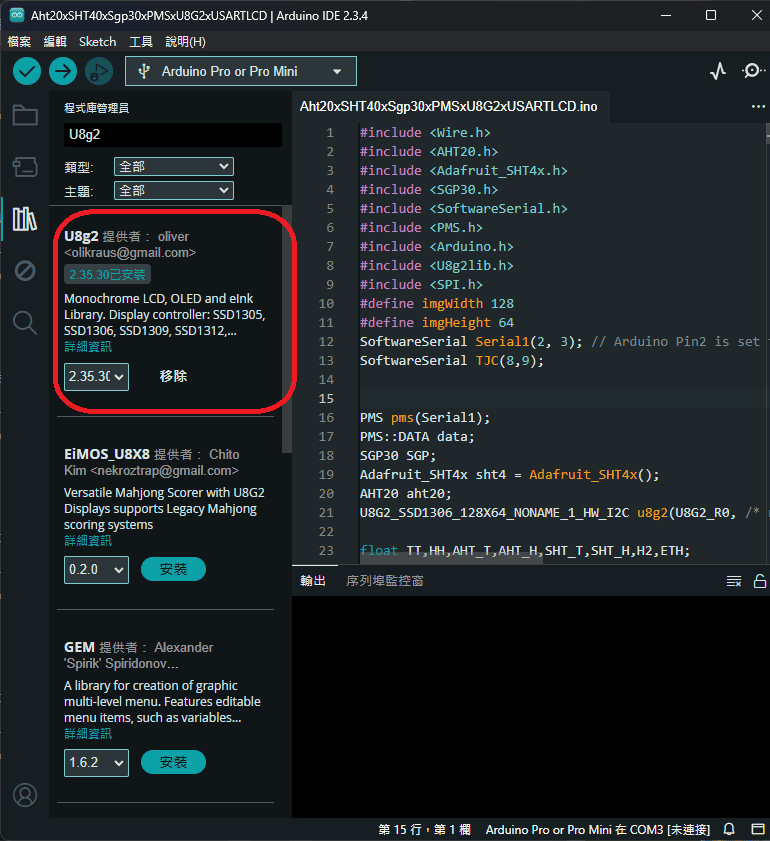 Aht20xSHT40xSgp30xPMSxU8G2xUSARTLCD | Arduino IDE 2.3.4
檔案 編輯 Sketch 工具 說明(H)
Arduino Pro or Pro Mini
程式庫管理員
U8g2
類型: 全部
主題: 全部
U8g2 提供者： oliver
<olikraus@gmail.com>
2.35.30已安裝
Monochrome LCD, OLED and eInk
Library. Display controller: SSD1305,
SSD1306, SSD1309, SSD1312,...
詳細資訊
2.35.30
移除
EiMOS_U8X8 提供者： Chito
Kim <nekroztrap@gmail.com>
Versatile Mahjong Scorer with U8G2
Displays supports Legacy Mahjong
scoring systems
詳細資訊
0.2.0 安裝
GEM 提供者： Alexander
'Spirik' Spiridonov...
A library for creation of graphic
multi-level menu. Features editable
menu items, such as variables...
詳細資訊
1.6.2 安裝
Aht20xSHT40xSgp30xPMSxU8G2xUSARTLCD.ino
1 #include <Wire.h>
2 #include <AHT20.h>
3 #include <Adafruit_SHT4x.h>
4 #include <SGP30.h>
5 #include <SoftwareSerial.h>
6 #include <PMS.h>
7 #include <Arduino.h>
8 #include <U8g2lib.h>
9 #include <SPI.h>
10 #define imgWidth 128
11 #define imgHeight 64
12 SoftwareSerial Serial1(2, 3); // Arduino Pin2 is set
13 SoftwareSerial TJC(8,9);
14
15
16 PMS pms(Serial1);
17 PMS::DATA data;
18 SGP30 SGP;
19 Adafruit_SHT4x sht4 = Adafruit_SHT4x();
20 AHT20 aht20;
21 U8G2_SSD1306_128X64_NONAME_1_HW_I2C u8g2(U8G2_R0, /*
22
23 float TT,HH,AHT_T,AHT_H,SHT_T,SHT_H,H2,ETH;
輸出 序列埠監控窗
第 15 行，第 1 欄 Arduino Pro or Pro Mini 在 COM3 [未連接]